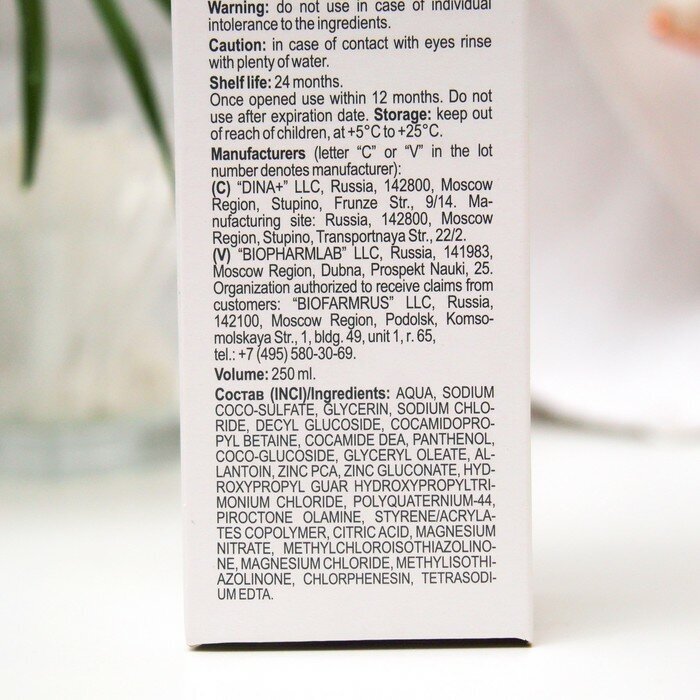 Warning: do not use in case of individual
intolerance to the ingredients.
Caution: in case of contact with eyes rinse
with plenty of water.
Shelf life: 24 months.
Once opened use within 12 months. Do not
use after expiration date. Storage: keep out
of reach of children, at +5°C to +25°C.
Manufacturers (letter “C” or “V” in the lot
number denotes manufacturer):
(C) “DINA+” LLC, Russia, 142800, Moscow
Region, Stupino, Frunze Str., 9/14. Ma-
nufacturing site: Russia, 142800, Moscow
Region, Stupino, Transportnaya Str., 22/2.
(V) “BIOPHARMLAB” LLC, Russia, 141983,
Moscow Region, Dubna, Prospekt Nauki, 25.
Organization authorized to receive claims from
customers: “BIOFARMRUS” LLC, Russia,
142100, Moscow Region, Podolsk, Komso-
molskaya Str., 1, bldg. 49, unit 1, r. 65,
tel.: +7 (495) 580-30-69.
Volume: 250 ml.
Состав (INCI)/Ingredients: AQUA, SODIUM
COCO-SULFATE, GLYCERIN, SODIUM CHLO-
RIDE, DECYL GLUCOSIDE, COCAMIDOPRO-
PYL BETAINE, COCAMIDE DEA, PANTHENOL,
COCO-GLUCOSIDE, GLYCERYL OLEATE, AL-
LANTOIN, ZINC PCA, ZINC GLUCONATE, HYD-
ROXYPROPYL GUAR HYDROXYPROPYLTRI-
MONIUM CHLORIDE, POLYQUATERNIUM-44,
PIROCTONE OLAMINE, STYRENE/ACRYLA-
TES COPOLYMER, CITRIC ACID, MAGNESIUM
NITRATE, METHYLCHLOROISOTHIAZOLINO-
NE, MAGNESIUM CHLORIDE, METHYLISOTHI-
AZOLINONE, CHLORPHENESIN, TETRASODI-
UM EDTA.